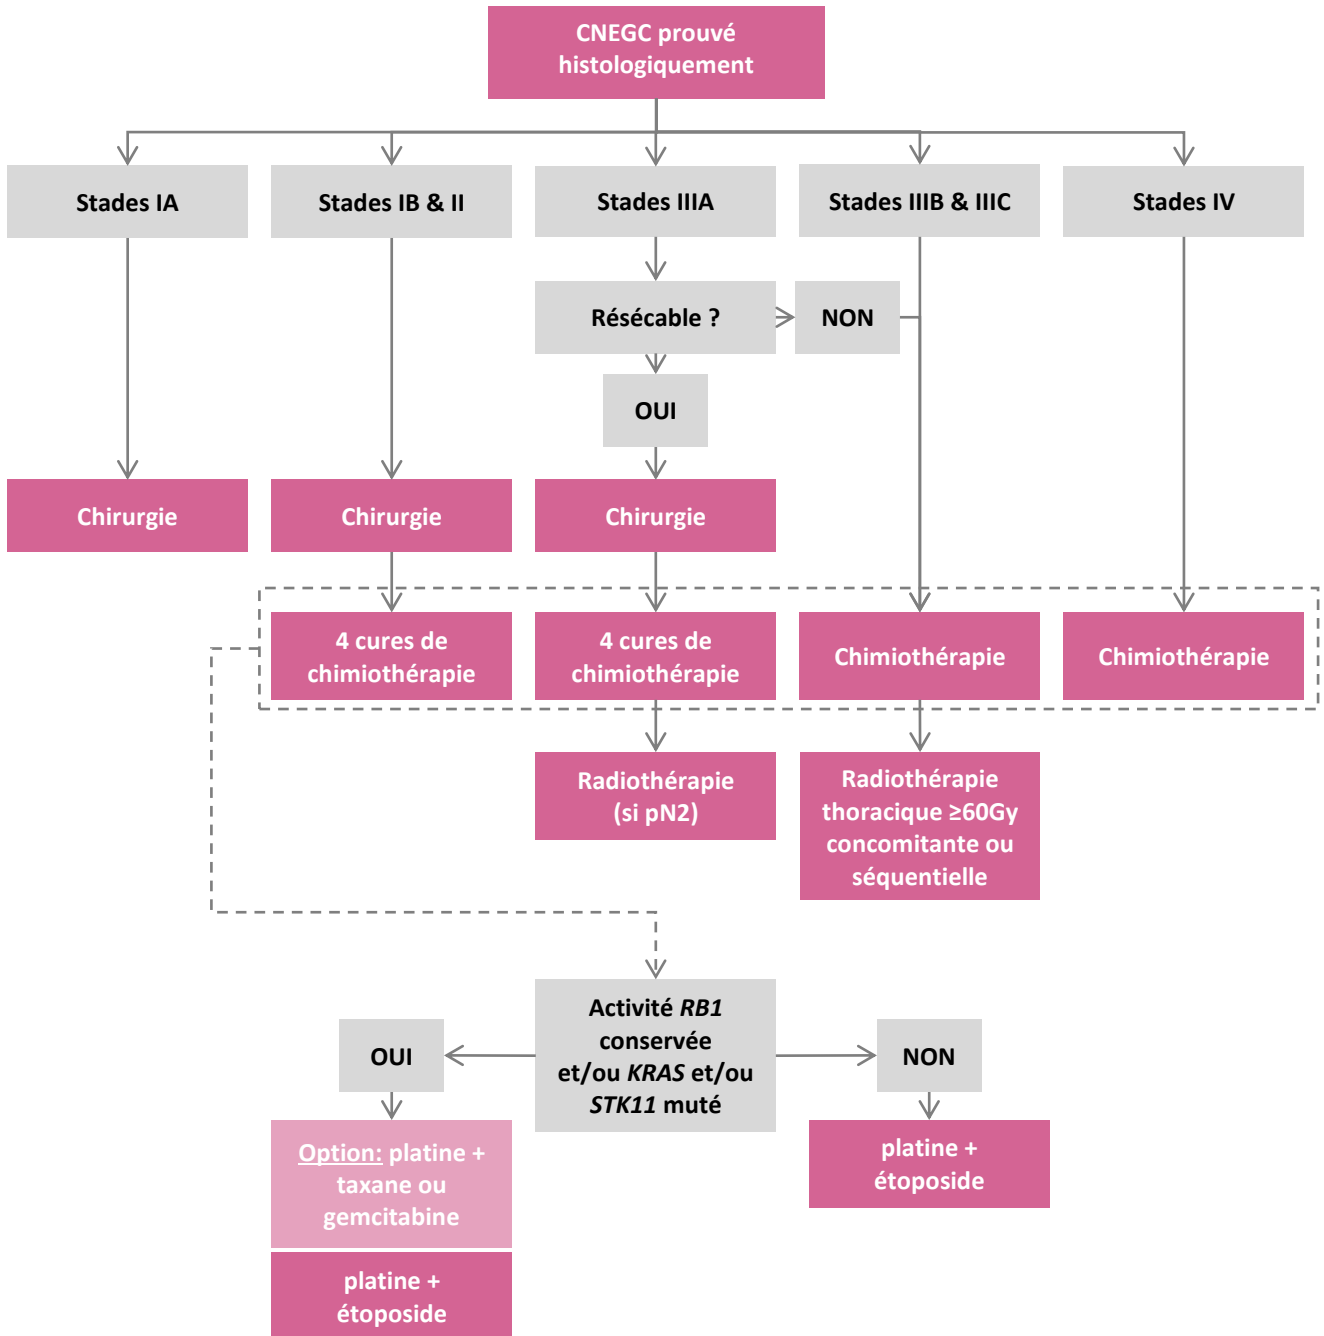 CNEGC prouvé
histologiquement
Stades IA
Stades IB & II
Stades IIIA
Stades IIIB & IIIC
Stades IV
Résécable ?
NON
OUI
Chirurgie
Chirurgie
Chirurgie
4 cures de
chimiothérapie
4 cures de
chimiothérapie
Chimiothérapie
Chimiothérapie
Radiothérapie
(si pN2)
Radiothérapie
thoracique ≥60Gy
concomitante ou
séquentielle
Activité RB1
conservée
et/ou KRAS et/ou
STK11 muté
OUI
NON
Option: platine +
taxane ou
gemcitabine
platine +
étoposide
platine +
étoposide